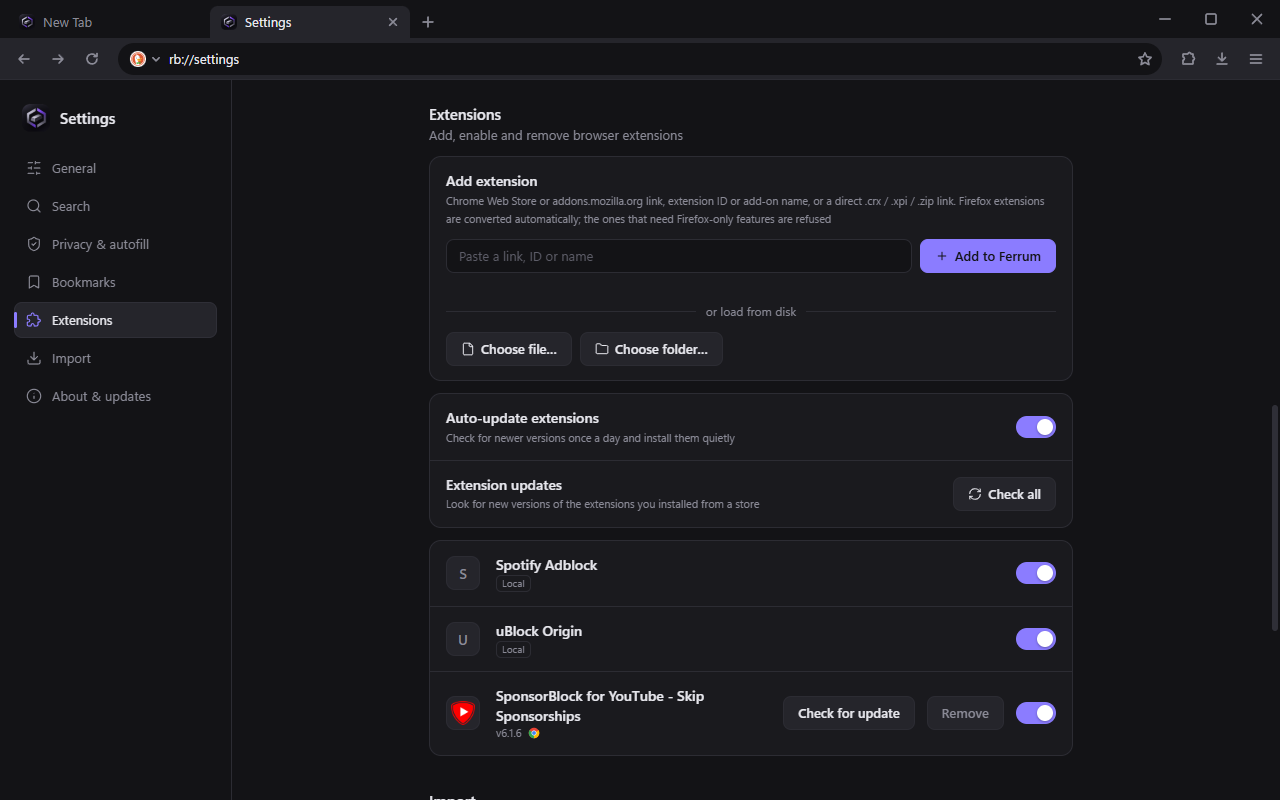 New Tab
Settings
rb://settings
Settings
General
Search
Privacy & autofill
Bookmarks
Extensions
Import
About & updates
Extensions
Add, enable and remove browser extensions
Add extension
Chrome Web Store or addons.mozilla.org link, extension ID or add-on name, or a direct .crx / .xpi / .zip link. Firefox extensions
are converted automatically; the ones that need Firefox-only features are refused
Paste a link, ID or name
Add to Ferrum
or load from disk
Choose file...
Choose folder...
Auto-update extensions
Check for newer versions once a day and install them quietly
Extension updates
Look for new versions of the extensions you installed from a store
Check all
S
Spotify Adblock
Local
U
uBlock Origin
Local
SponsorBlock for YouTube - Skip
Sponsorships
v6.1.6
Check for update
Remove
Import